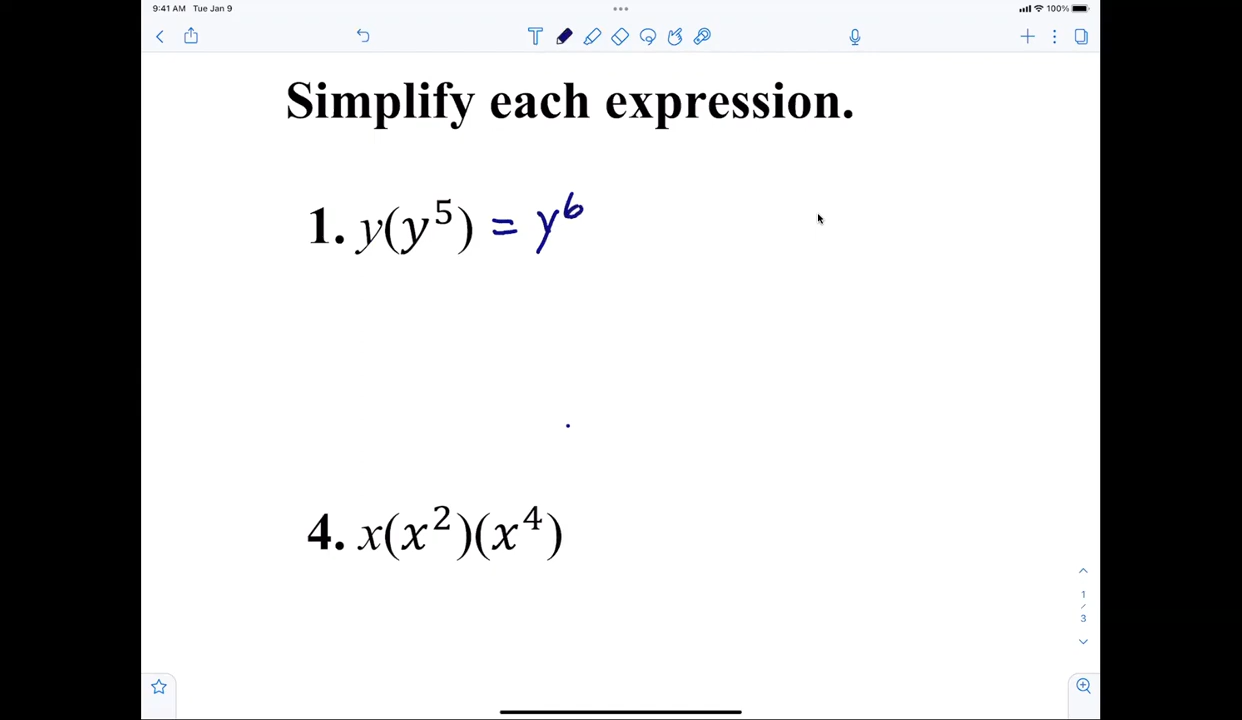 9:41 AM Tue Jan 9 100%
Simplify each expression.
1. y(y⁵) = y⁶
4. x(x²)(x⁴)
1
/
3